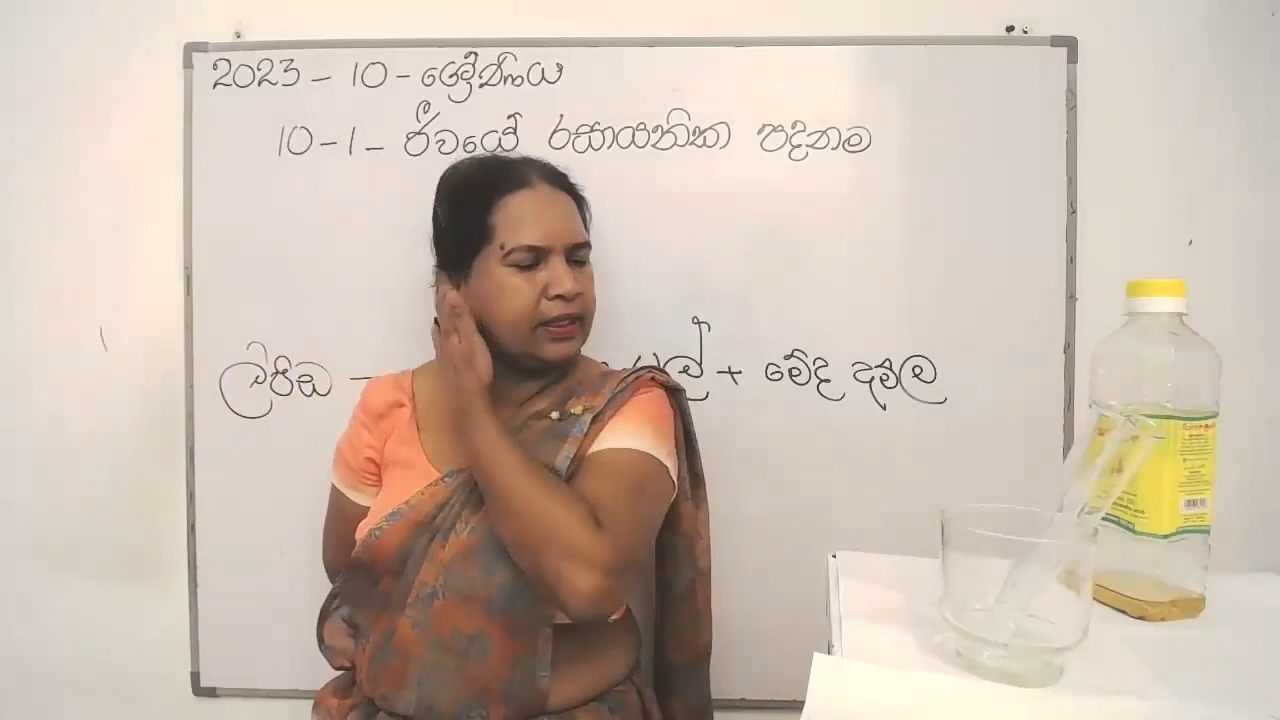 2023 - 10 - ශ්‍රේණිය
10 - 1 - ජීවයේ රසායනික පදනම
ලිපිඩ - + මේද අම්ල